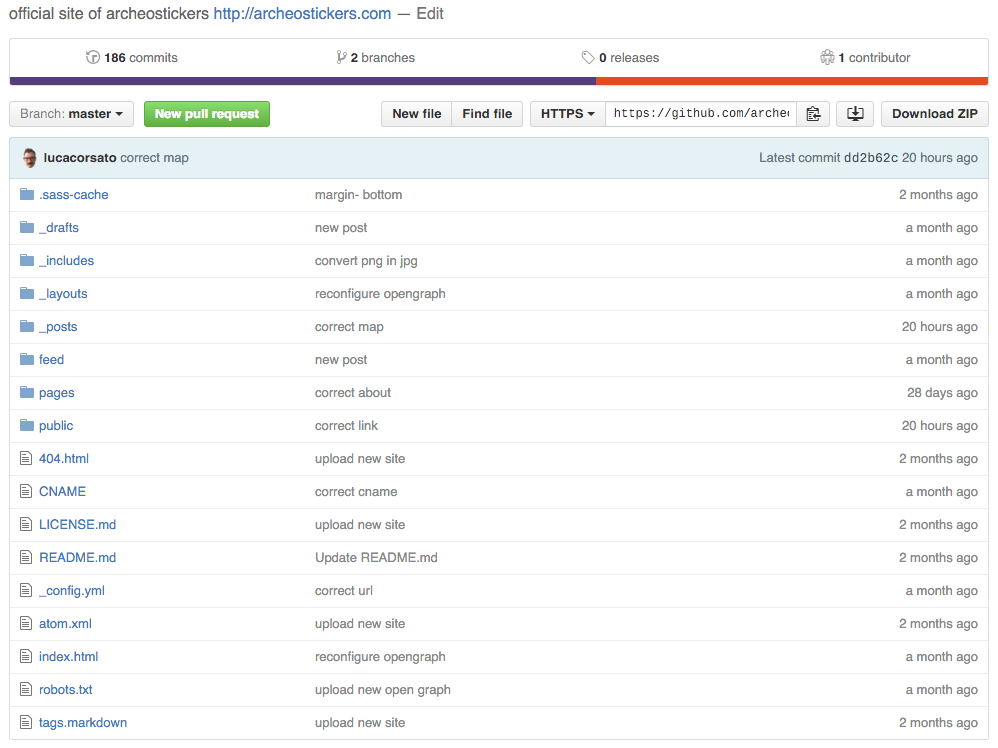 official site of archeostickers http://archeostickers.com — Edit
186 commits 2 branches 0 releases 1 contributor
Branch: master New pull request New file Find file HTTPS https://github.com/archeo Download ZIP
lucacorsato correct map Latest commit dd2b62c 20 hours ago
.sass-cache margin- bottom 2 months ago
_drafts new post a month ago
_includes convert png in jpg a month ago
_layouts reconfigure opengraph a month ago
_posts correct map 20 hours ago
feed new post a month ago
pages correct about 28 days ago
public correct link 20 hours ago
404.html upload new site 2 months ago
CNAME correct cname a month ago
LICENSE.md upload new site 2 months ago
README.md Update README.md 2 months ago
_config.yml correct url a month ago
atom.xml upload new site 2 months ago
index.html reconfigure opengraph a month ago
robots.txt upload new open graph a month ago
tags.markdown upload new site 2 months ago